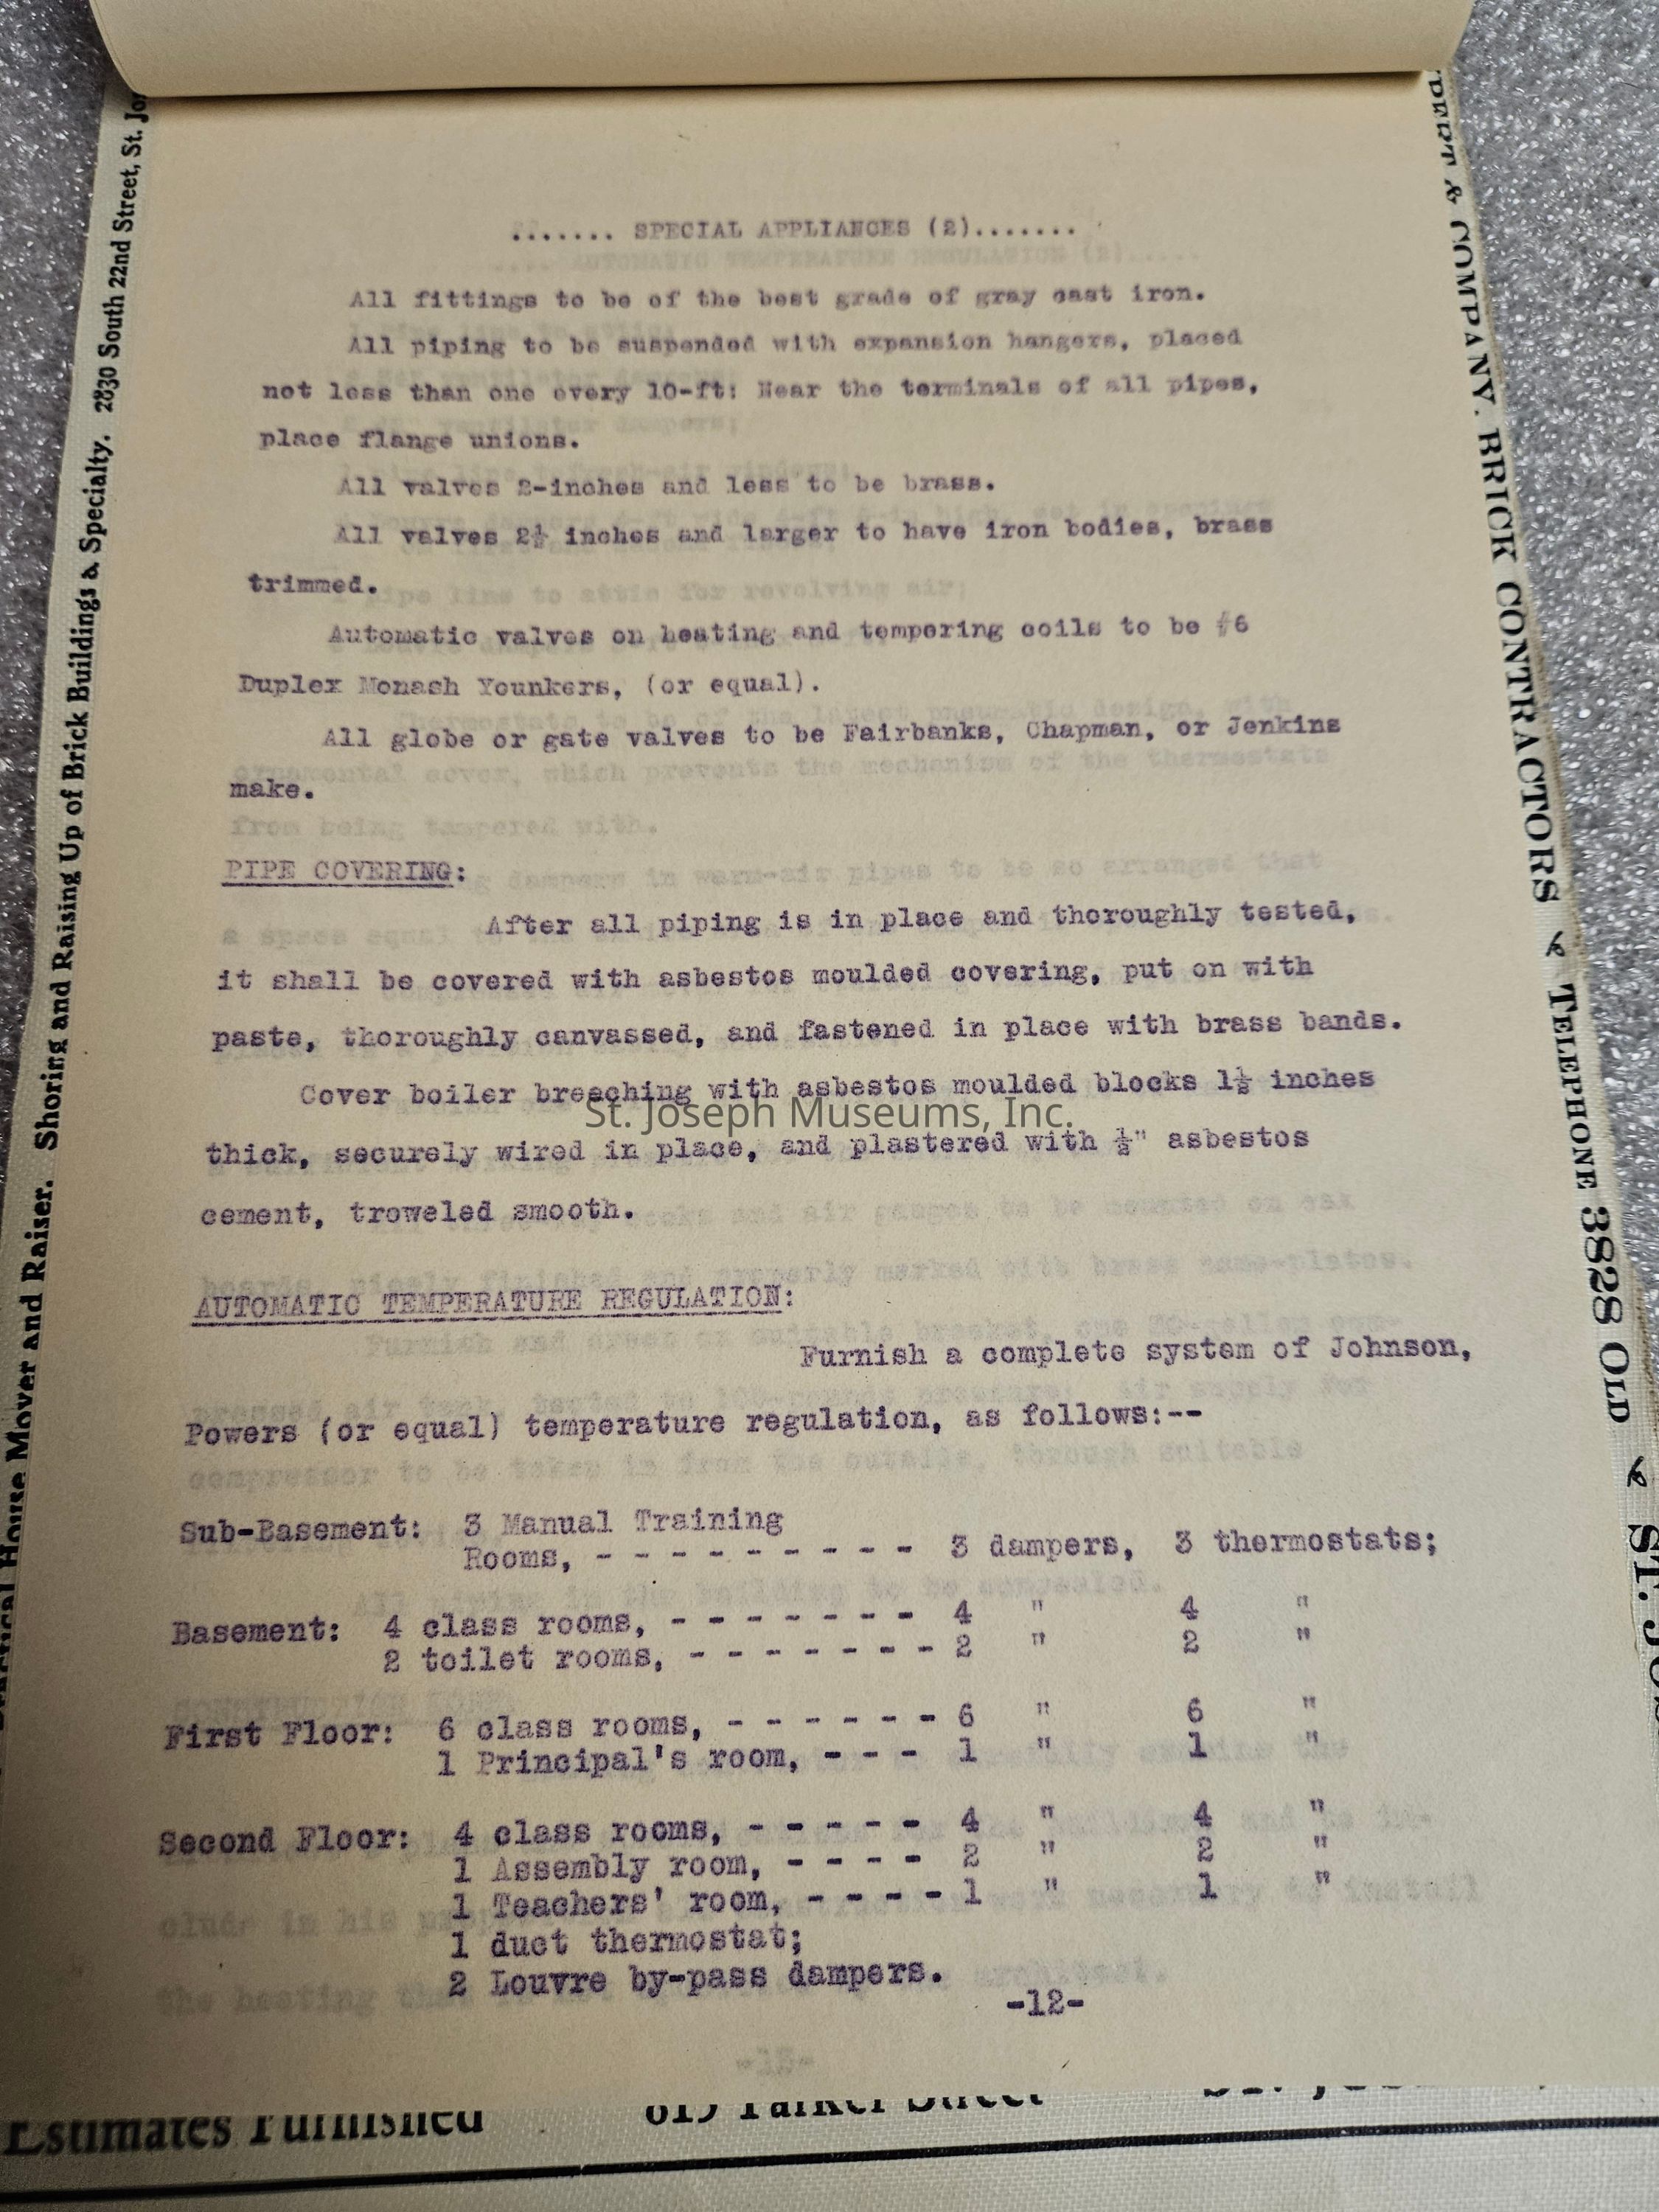 ....... SPECIAL APPLIANCES (2).......
All fittings to be of the best grade of gray cast iron.
All piping to be suspended with expansion hangers, placed
not less than one every 10-ft: Near the terminals of all pipes,
place flange unions.
All valves 2-inches and less to be brass.
All valves 2½ inches and larger to have iron bodies, brass
trimmed.
Automatic valves on heating and tempering coils to be #6
Duplex Monash Younkers, (or equal).
All globe or gate valves to be Fairbanks, Chapman, or Jenkins
make.
PIPE COVERING:
After all piping is in place and thoroughly tested,
it shall be covered with asbestos moulded covering, put on with
paste, thoroughly canvassed, and fastened in place with brass bands.
Cover boiler breaching with asbestos moulded blocks 1½ inches
thick, securely wired in place, and plastered with ½" asbestos
cement, troweled smooth.
AUTOMATIC TEMPERATURE REGULATION:
Furnish a complete system of Johnson,
Powers (or equal) temperature regulation, as follows:--
Sub-Basement: 3 Manual Training
Rooms, - - - - - - - - - 3 dampers, 3 thermostats;
Basement: 4 class rooms, - - - - - - - 4 " 4 "
2 toilet rooms, - - - - - - - 2 " 2 "
First Floor: 6 class rooms, - - - - - - 6 " 6 "
1 Principal's room, - - - 1 " 1 "
Second Floor: 4 class rooms, - - - - - 4 " 4 "
1 Assembly room, - - - - 2 " 2 "
1 Teachers' room, - - - - 1 " 1 "
1 duct thermostat;
2 Louvre by-pass dampers.
-12-
St. Joseph Museums, Inc.
House Mover and Raiser. Shoring and Raising Up of Brick Buildings a Specialty. 2830 South 22nd Street, St. Jo
& COMPANY. BRICK CONTRACTORS TELEPHONE 3828 OLD ST. JOS
Estimates Furnished